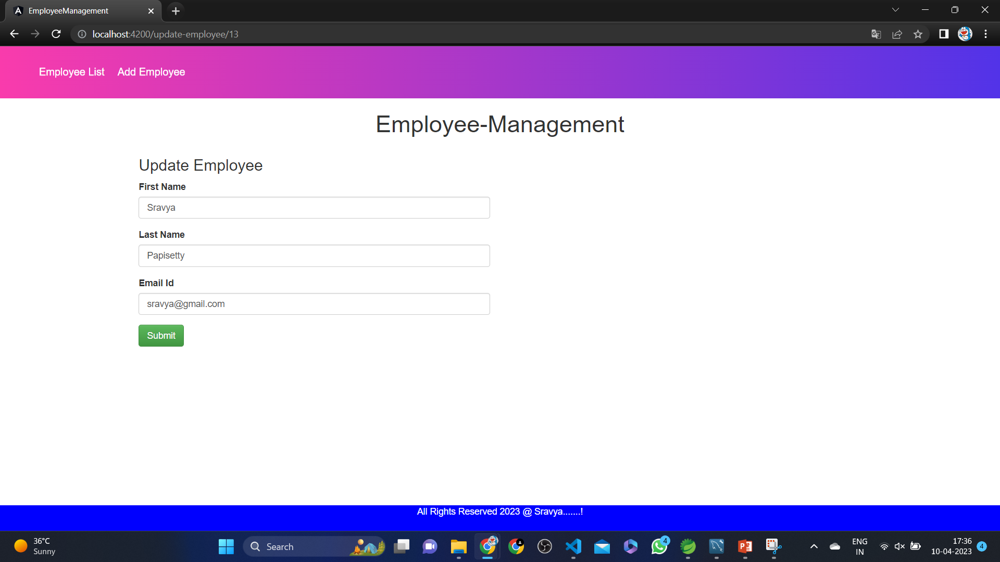 EmployeeManagement
localhost:4200/update-employee/13
Employee List Add Employee
Employee-Management
Update Employee
First Name
Sravya
Last Name
Papisetty
Email Id
sravya@gmail.com
Submit
All Rights Reserved 2023 @ Sravya.......!
36°C
Sunny
Search
4
ENG
IN
17:36
10-04-2023
4